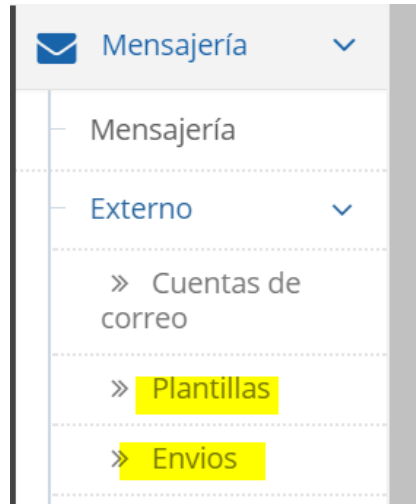 Mensajería
Mensajería
Externo
» Cuentas de
correo
» Plantillas
» Envios